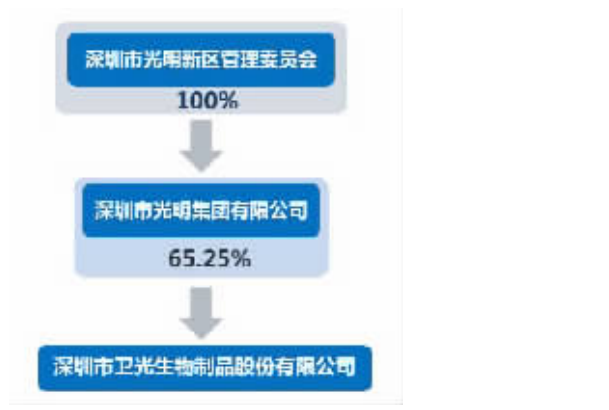 深圳市光明新区管理委员会
100%
深圳市光明集团有限公司
65.25%
深圳市卫光生物制品股份有限公司